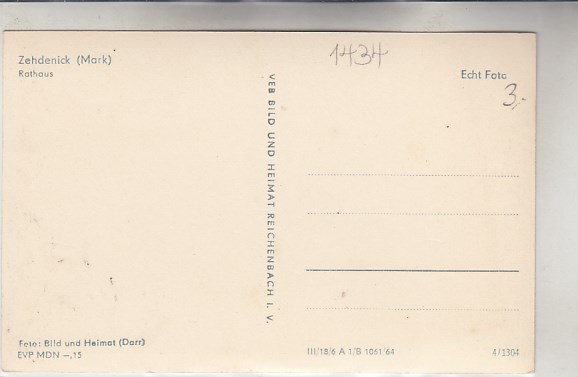 Zehdenick (Mark)
Rathaus
1434
Echt Foto
3,-
VEB BILD UND HEIMAT REICHENBACH I. V.
Foto: Bild und Heimat (Darr)
EVP MDN –,15
III/18/6 A 1/B 1061/64
4/1304